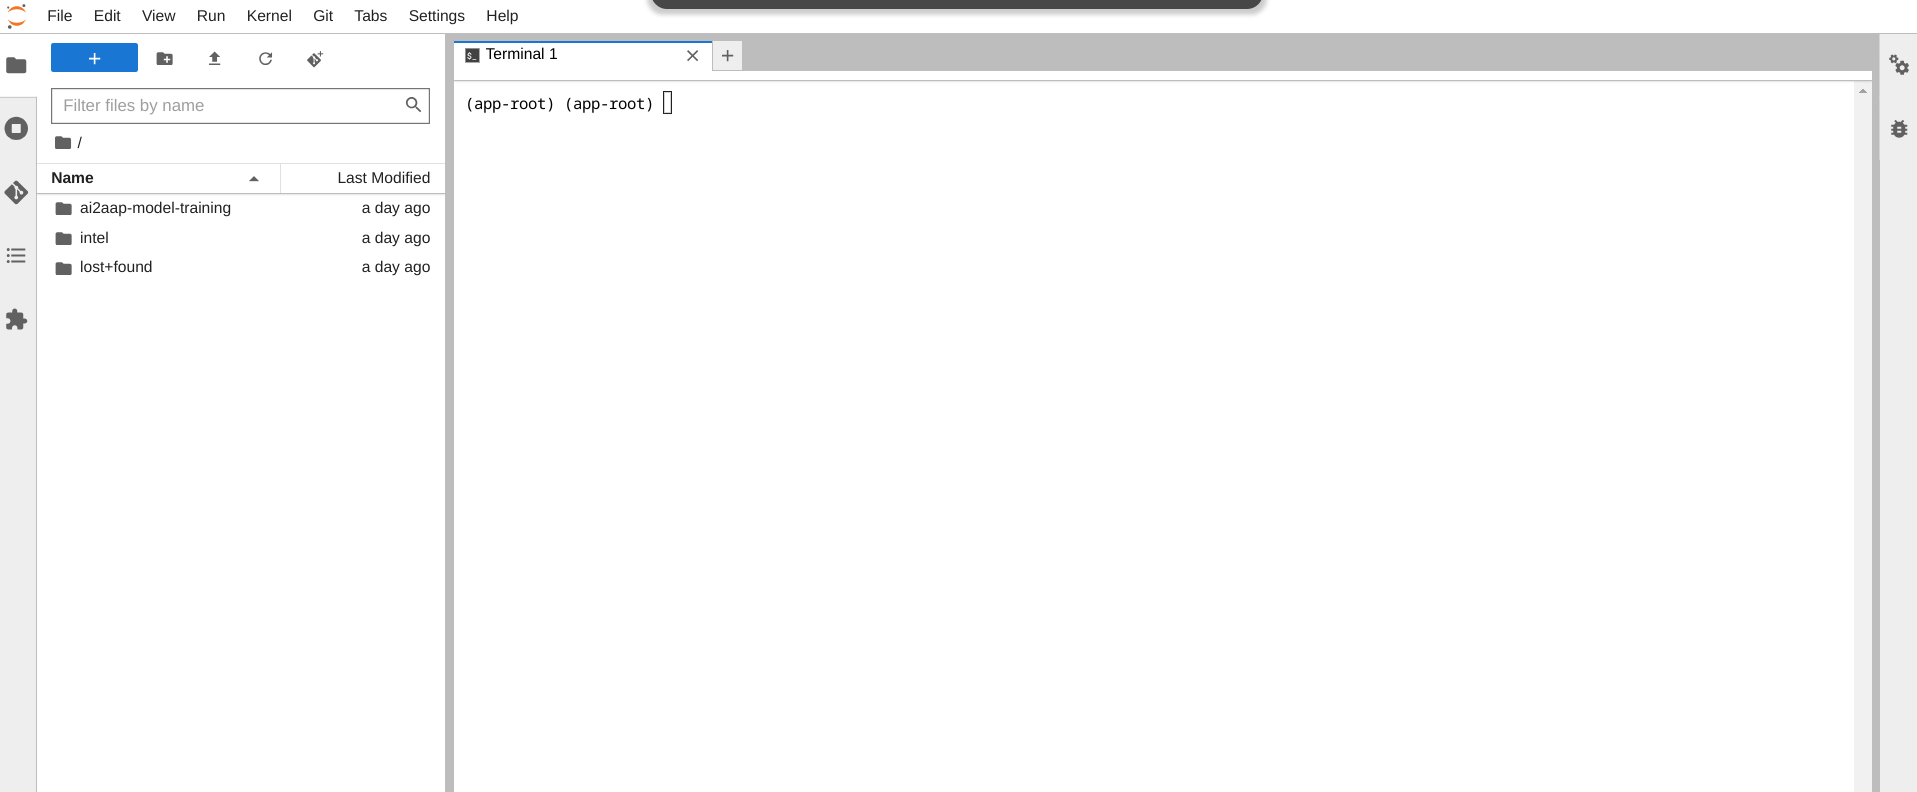 File Edit View Run Kernel Git Tabs Settings Help
Terminal 1
Filter files by name
/
Name Last Modified
ai2aap-model-training a day ago
intel a day ago
lost+found a day ago
(app-root) (app-root)